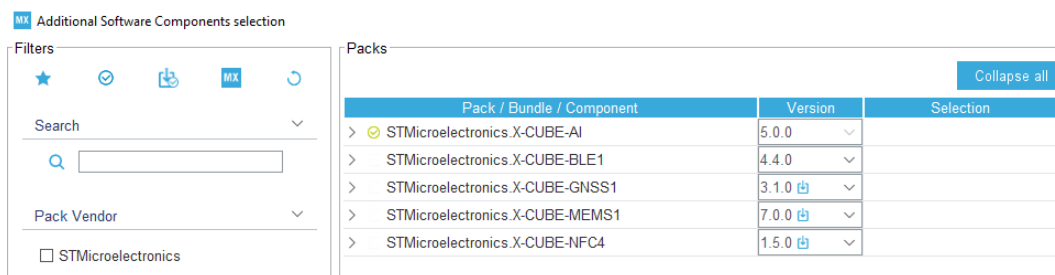 MX Additional Software Components selection
Filters
Packs
MX
Collapse all
Pack / Bundle / Component Version Selection
Search
STMicroelectronics.X-CUBE-AI 5.0.0
STMicroelectronics.X-CUBE-BLE1 4.4.0
STMicroelectronics.X-CUBE-GNSS1 3.1.0
Pack Vendor
STMicroelectronics.X-CUBE-MEMS1 7.0.0
STMicroelectronics.X-CUBE-NFC4 1.5.0
STMicroelectronics